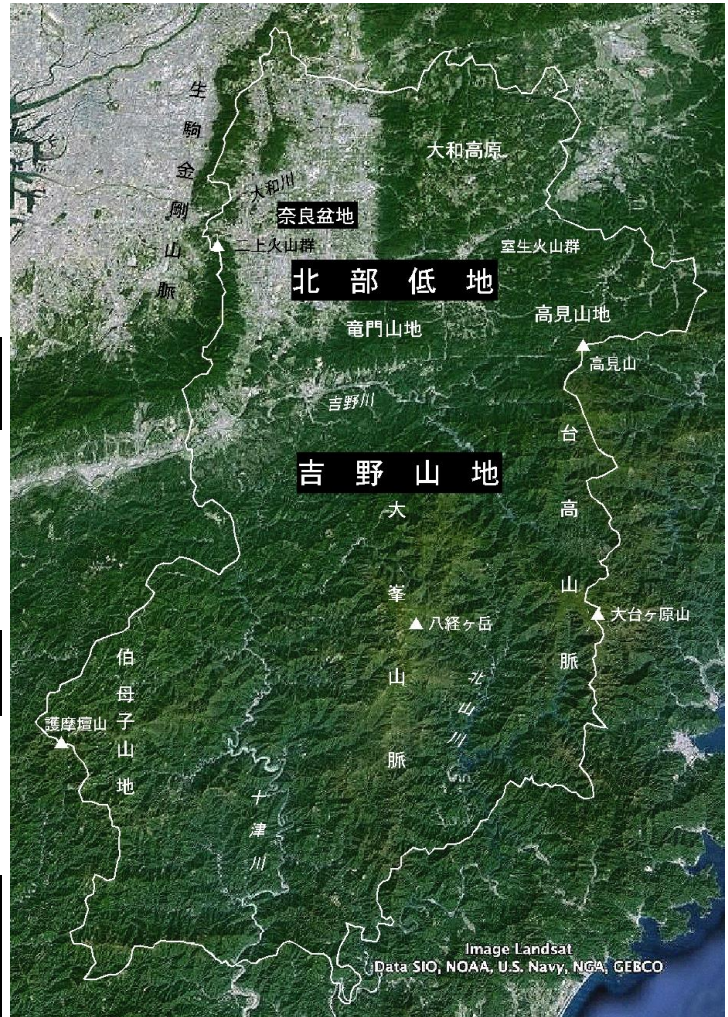 生駒金剛山脈
大和川
大和高原
奈良盆地
二上火山群
室生火山群
北部低地
竜門山地
高見山地
高見山
吉野川
台高山脈
吉野山地
大峯山脈
八経ヶ岳
大台ヶ原山
北山川
伯母子山地
護摩壇山
十津川
Image Landsat
Data SIO, NOAA, U.S. Navy, NGA, GEBCO